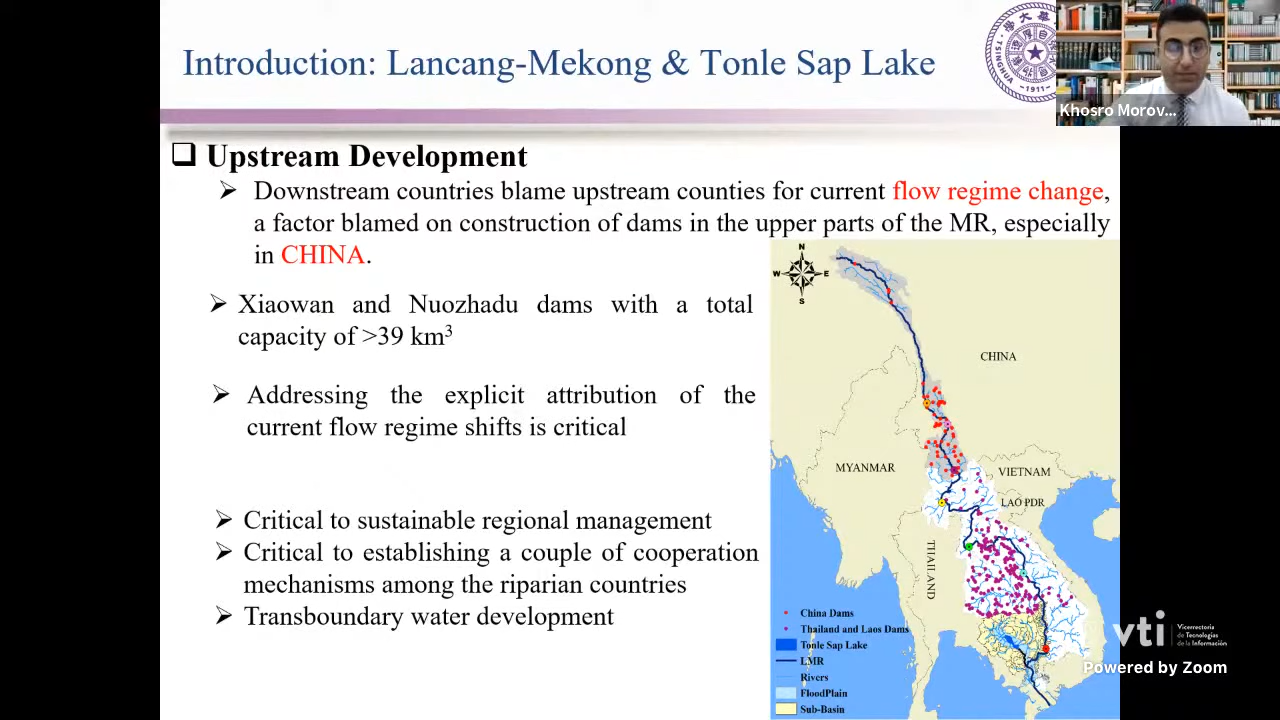 Introduction: Lancang-Mekong & Tonle Sap Lake
TSINGHUA
1911
Khosro Morov...
Upstream Development
Downstream countries blame upstream counties for current flow regime change,
a factor blamed on construction of dams in the upper parts of the MR, especially
in CHINA.
Xiaowan and Nuozhadu dams with a total
capacity of >39 km³
Addressing the explicit attribution of the
current flow regime shifts is critical
Critical to sustainable regional management
Critical to establishing a couple of cooperation
mechanisms among the riparian countries
Transboundary water development
N
W E
S
CHINA
MYANMAR
VIETNAM
LAO PDR
THAILAND
China Dams
Thailand and Laos Dams
Tonle Sap Lake
LMR
Rivers
FloodPlain
Sub-Basin
vti
Vicerrectoría
de Tecnologías
de la Información
Powered by Zoom